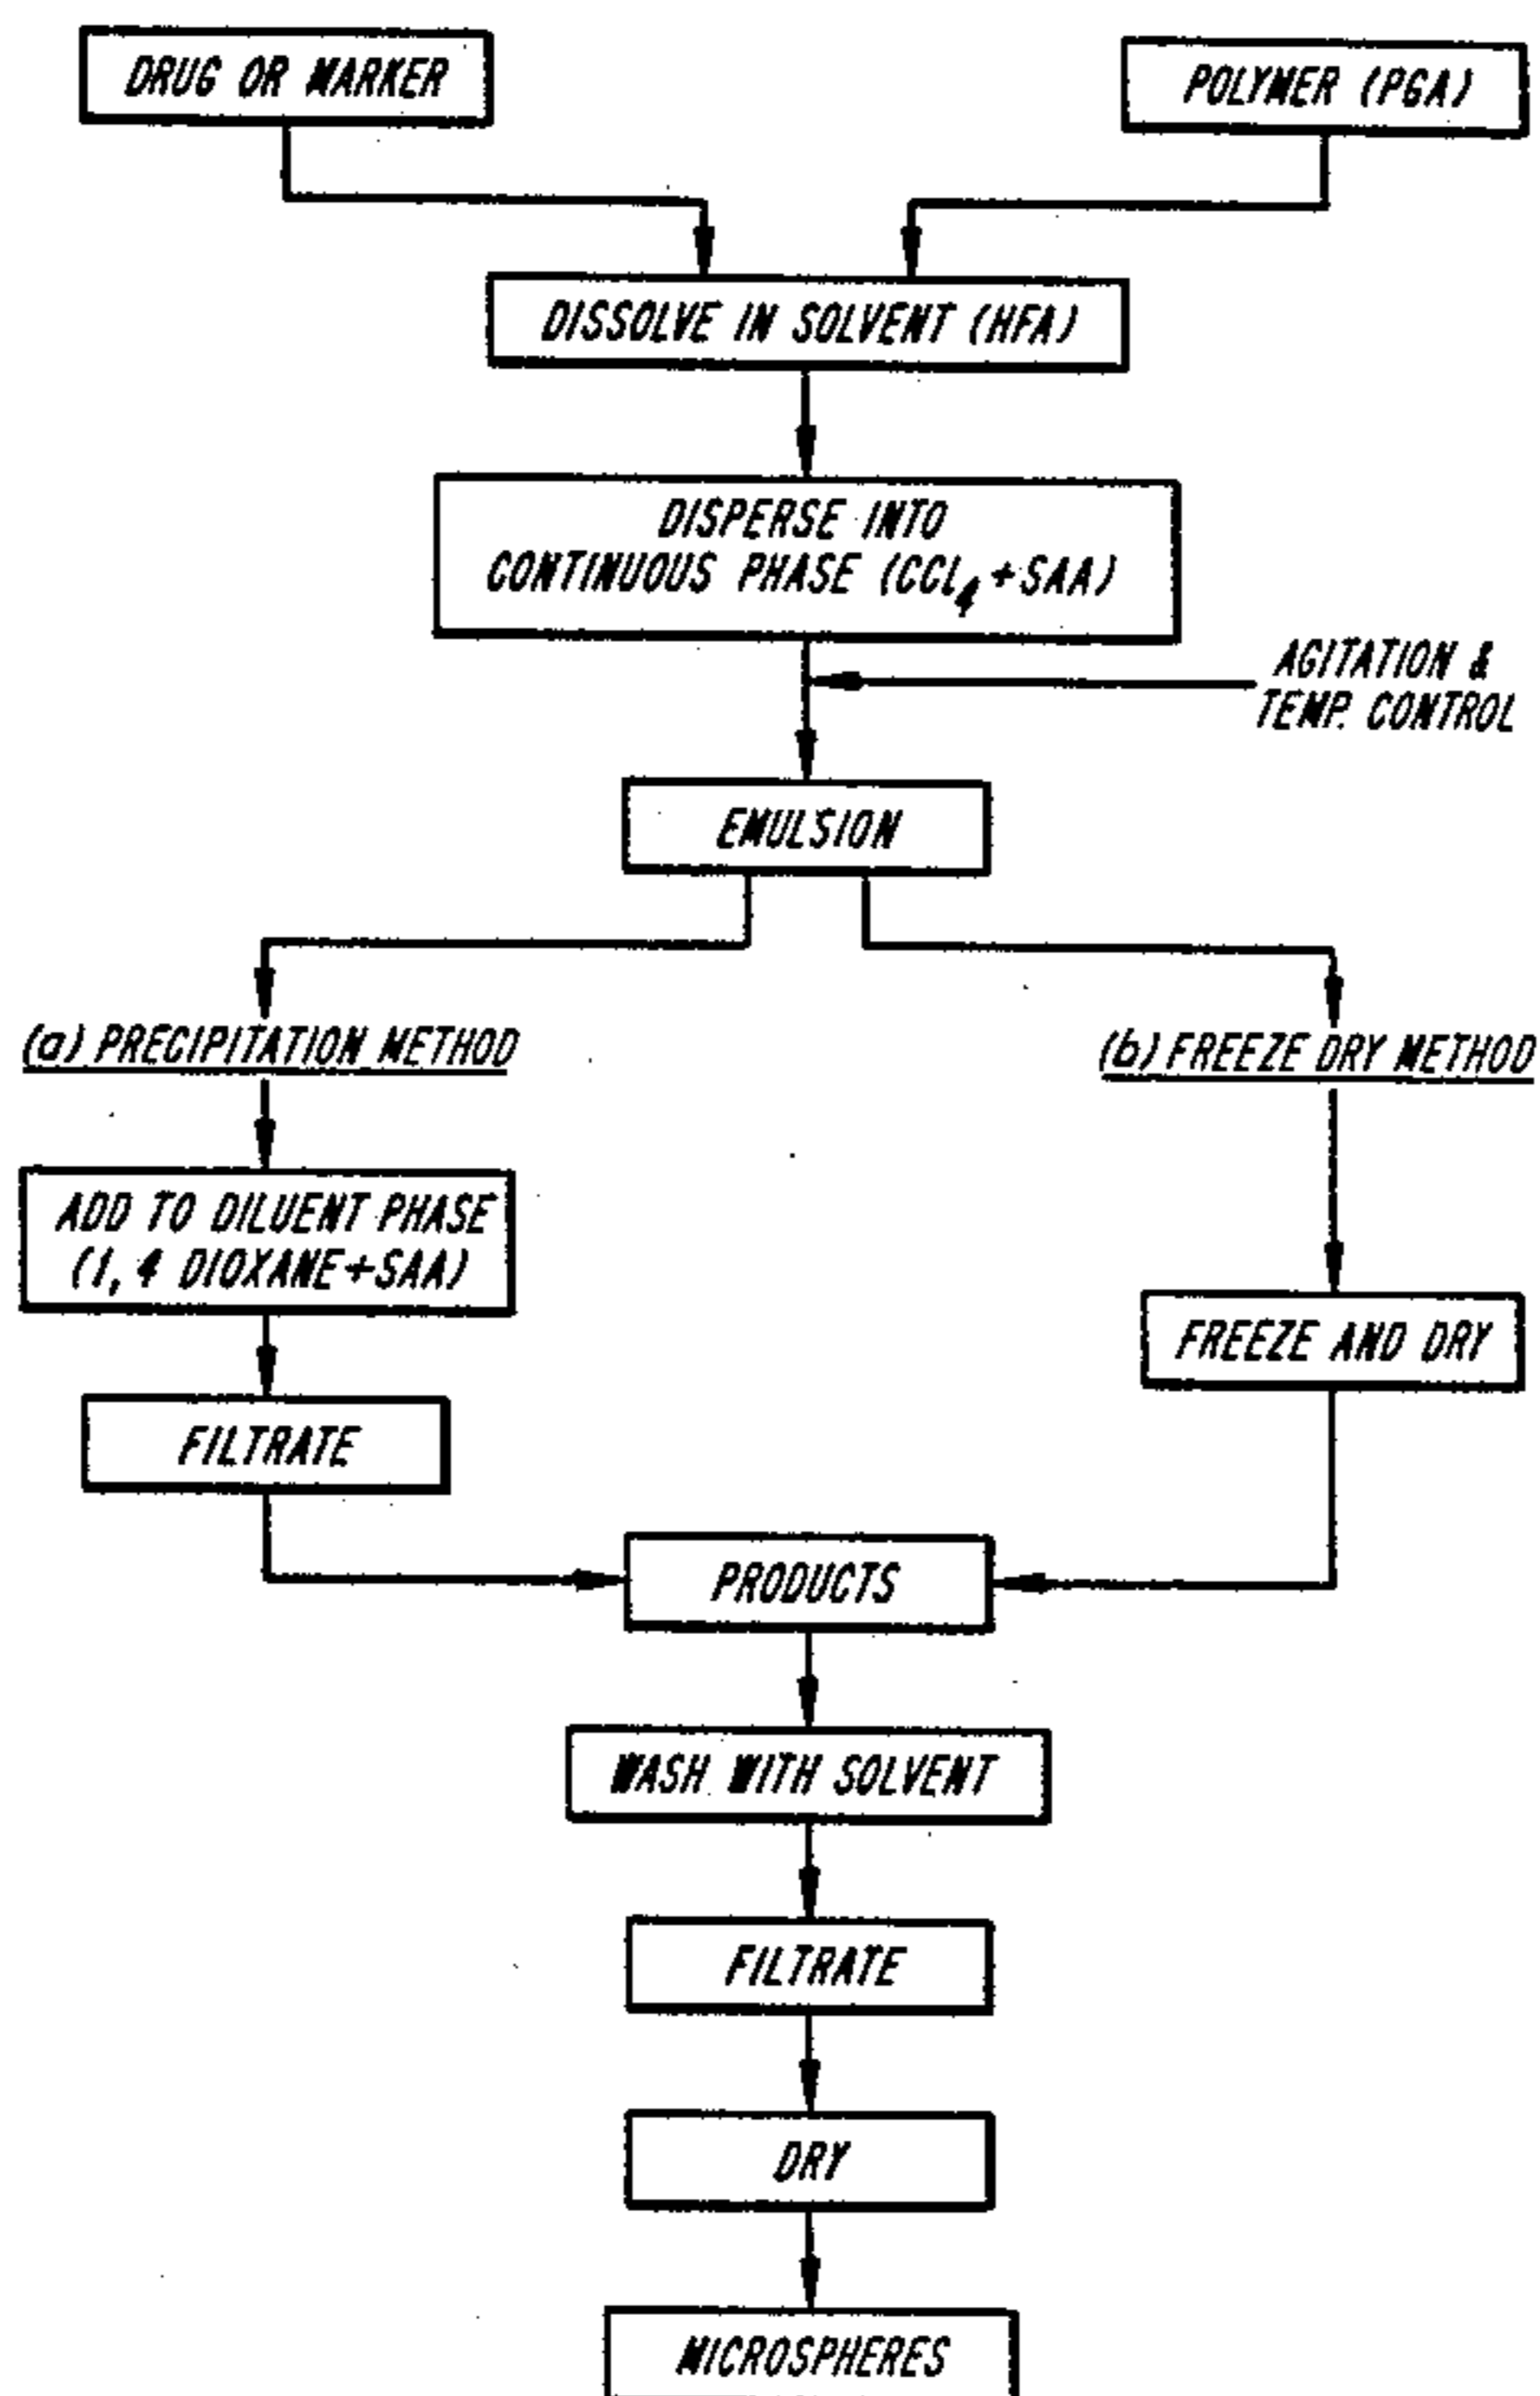 DRUG OR MARKER
POLYMER (PGA)
DISSOLVE IN SOLVENT (HFA)
DISPERSE INTO
CONTINUOUS PHASE (CCL₄+SAA)
AGITATION &
TEMP. CONTROL
EMULSION
(a) PRECIPITATION METHOD
(b) FREEZE DRY METHOD
ADD TO DILUENT PHASE
(1,4 DIOXANE+SAA)
FREEZE AND DRY
FILTRATE
PRODUCTS
WASH WITH SOLVENT
FILTRATE
DRY
MICROSPHERES